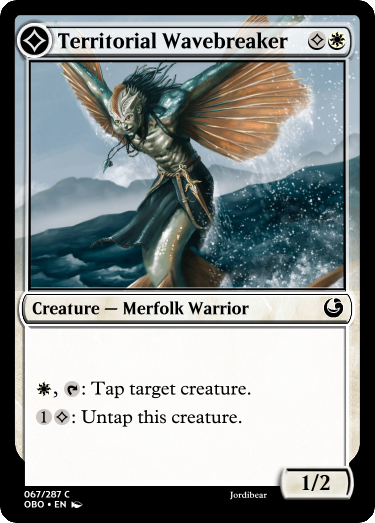 Territorial Wavebreaker
Creature — Merfolk Warrior
, : Tap target creature.
1 : Untap this creature.
1/2
067/287 C
OBO • EN
Jordibear